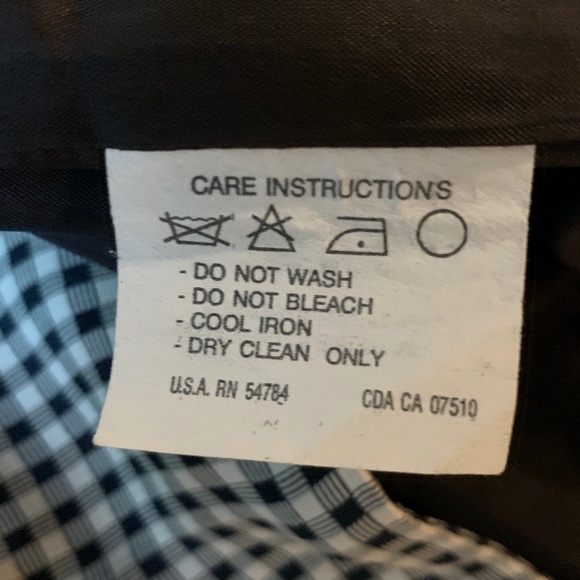 CARE INSTRUCTIONS
- DO NOT WASH
- DO NOT BLEACH
- COOL IRON
- DRY CLEAN ONLY
U.S.A. RN 54784 CDA CA 07510